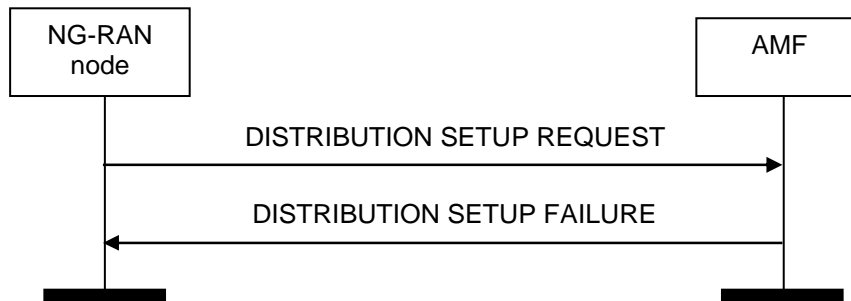 NG-RAN
node
AMF
DISTRIBUTION SETUP REQUEST
DISTRIBUTION SETUP FAILURE